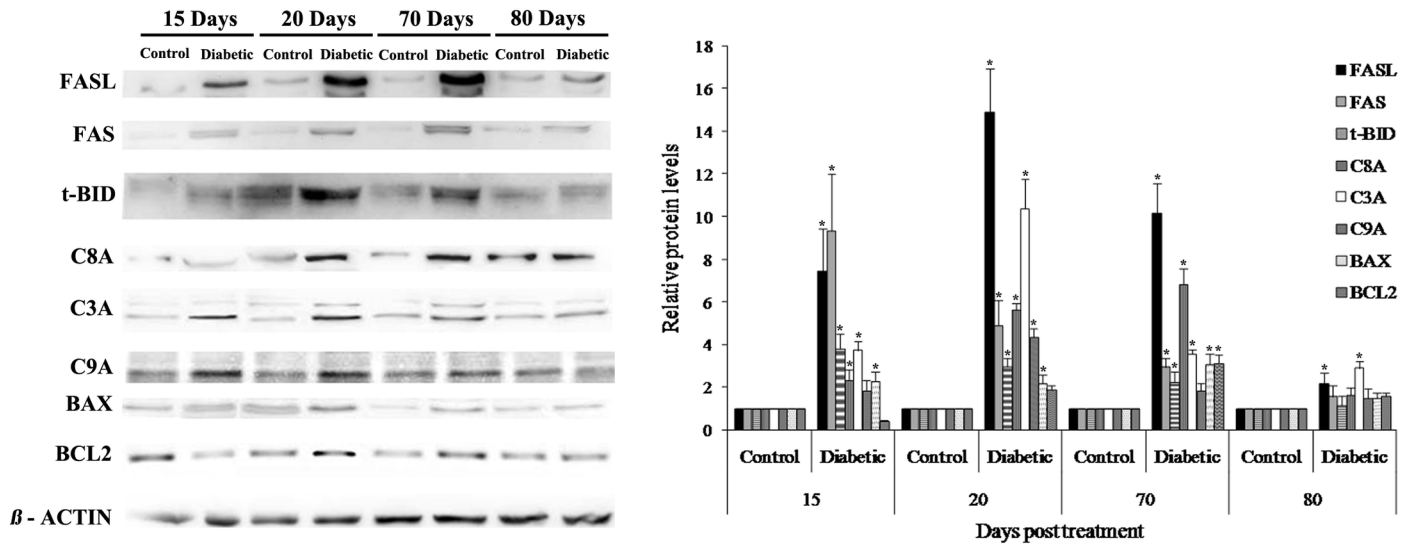 15 Days 20 Days 70 Days 80 Days
Control Diabetic Control Diabetic Control Diabetic Control Diabetic
FASL
FAS
t-BID
C8A
C3A
C9A
BAX
BCL2
ß - ACTIN
Relative protein levels
18
16
14
12
10
8
6
4
2
0
* * * * * * *
* * * * * * *
* * * * * * *
* *
Control Diabetic Control Diabetic Control Diabetic Control Diabetic
15 20 70 80
Days post treatment
FASL
FAS
t-BID
C8A
C3A
C9A
BAX
BCL2